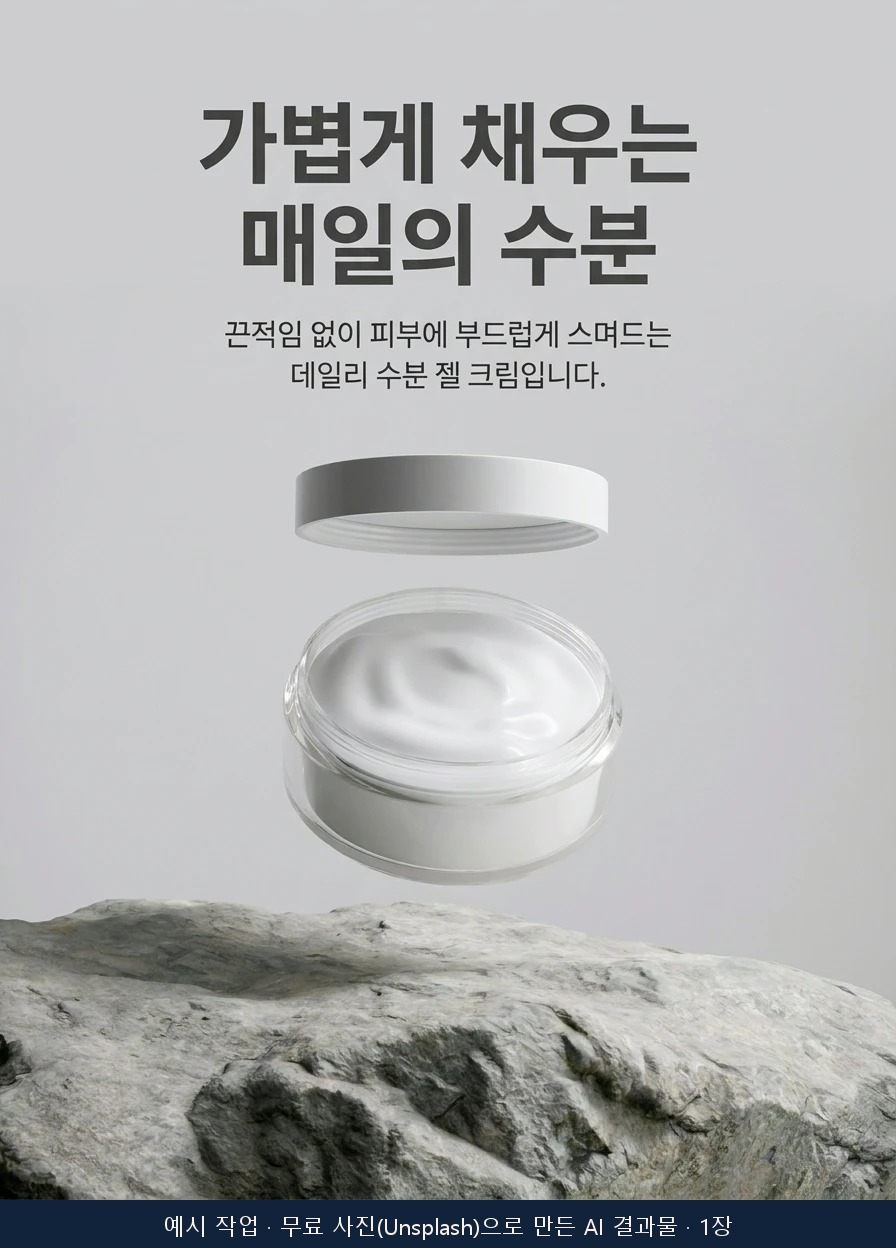 가볍게 채우는
매일의 수분
끈적임 없이 피부에 부드럽게 스며드는
데일리 수분 젤 크림입니다.
예시 작업 · 무료 사진(Unsplash)으로 만든 AI 결과물 · 1장